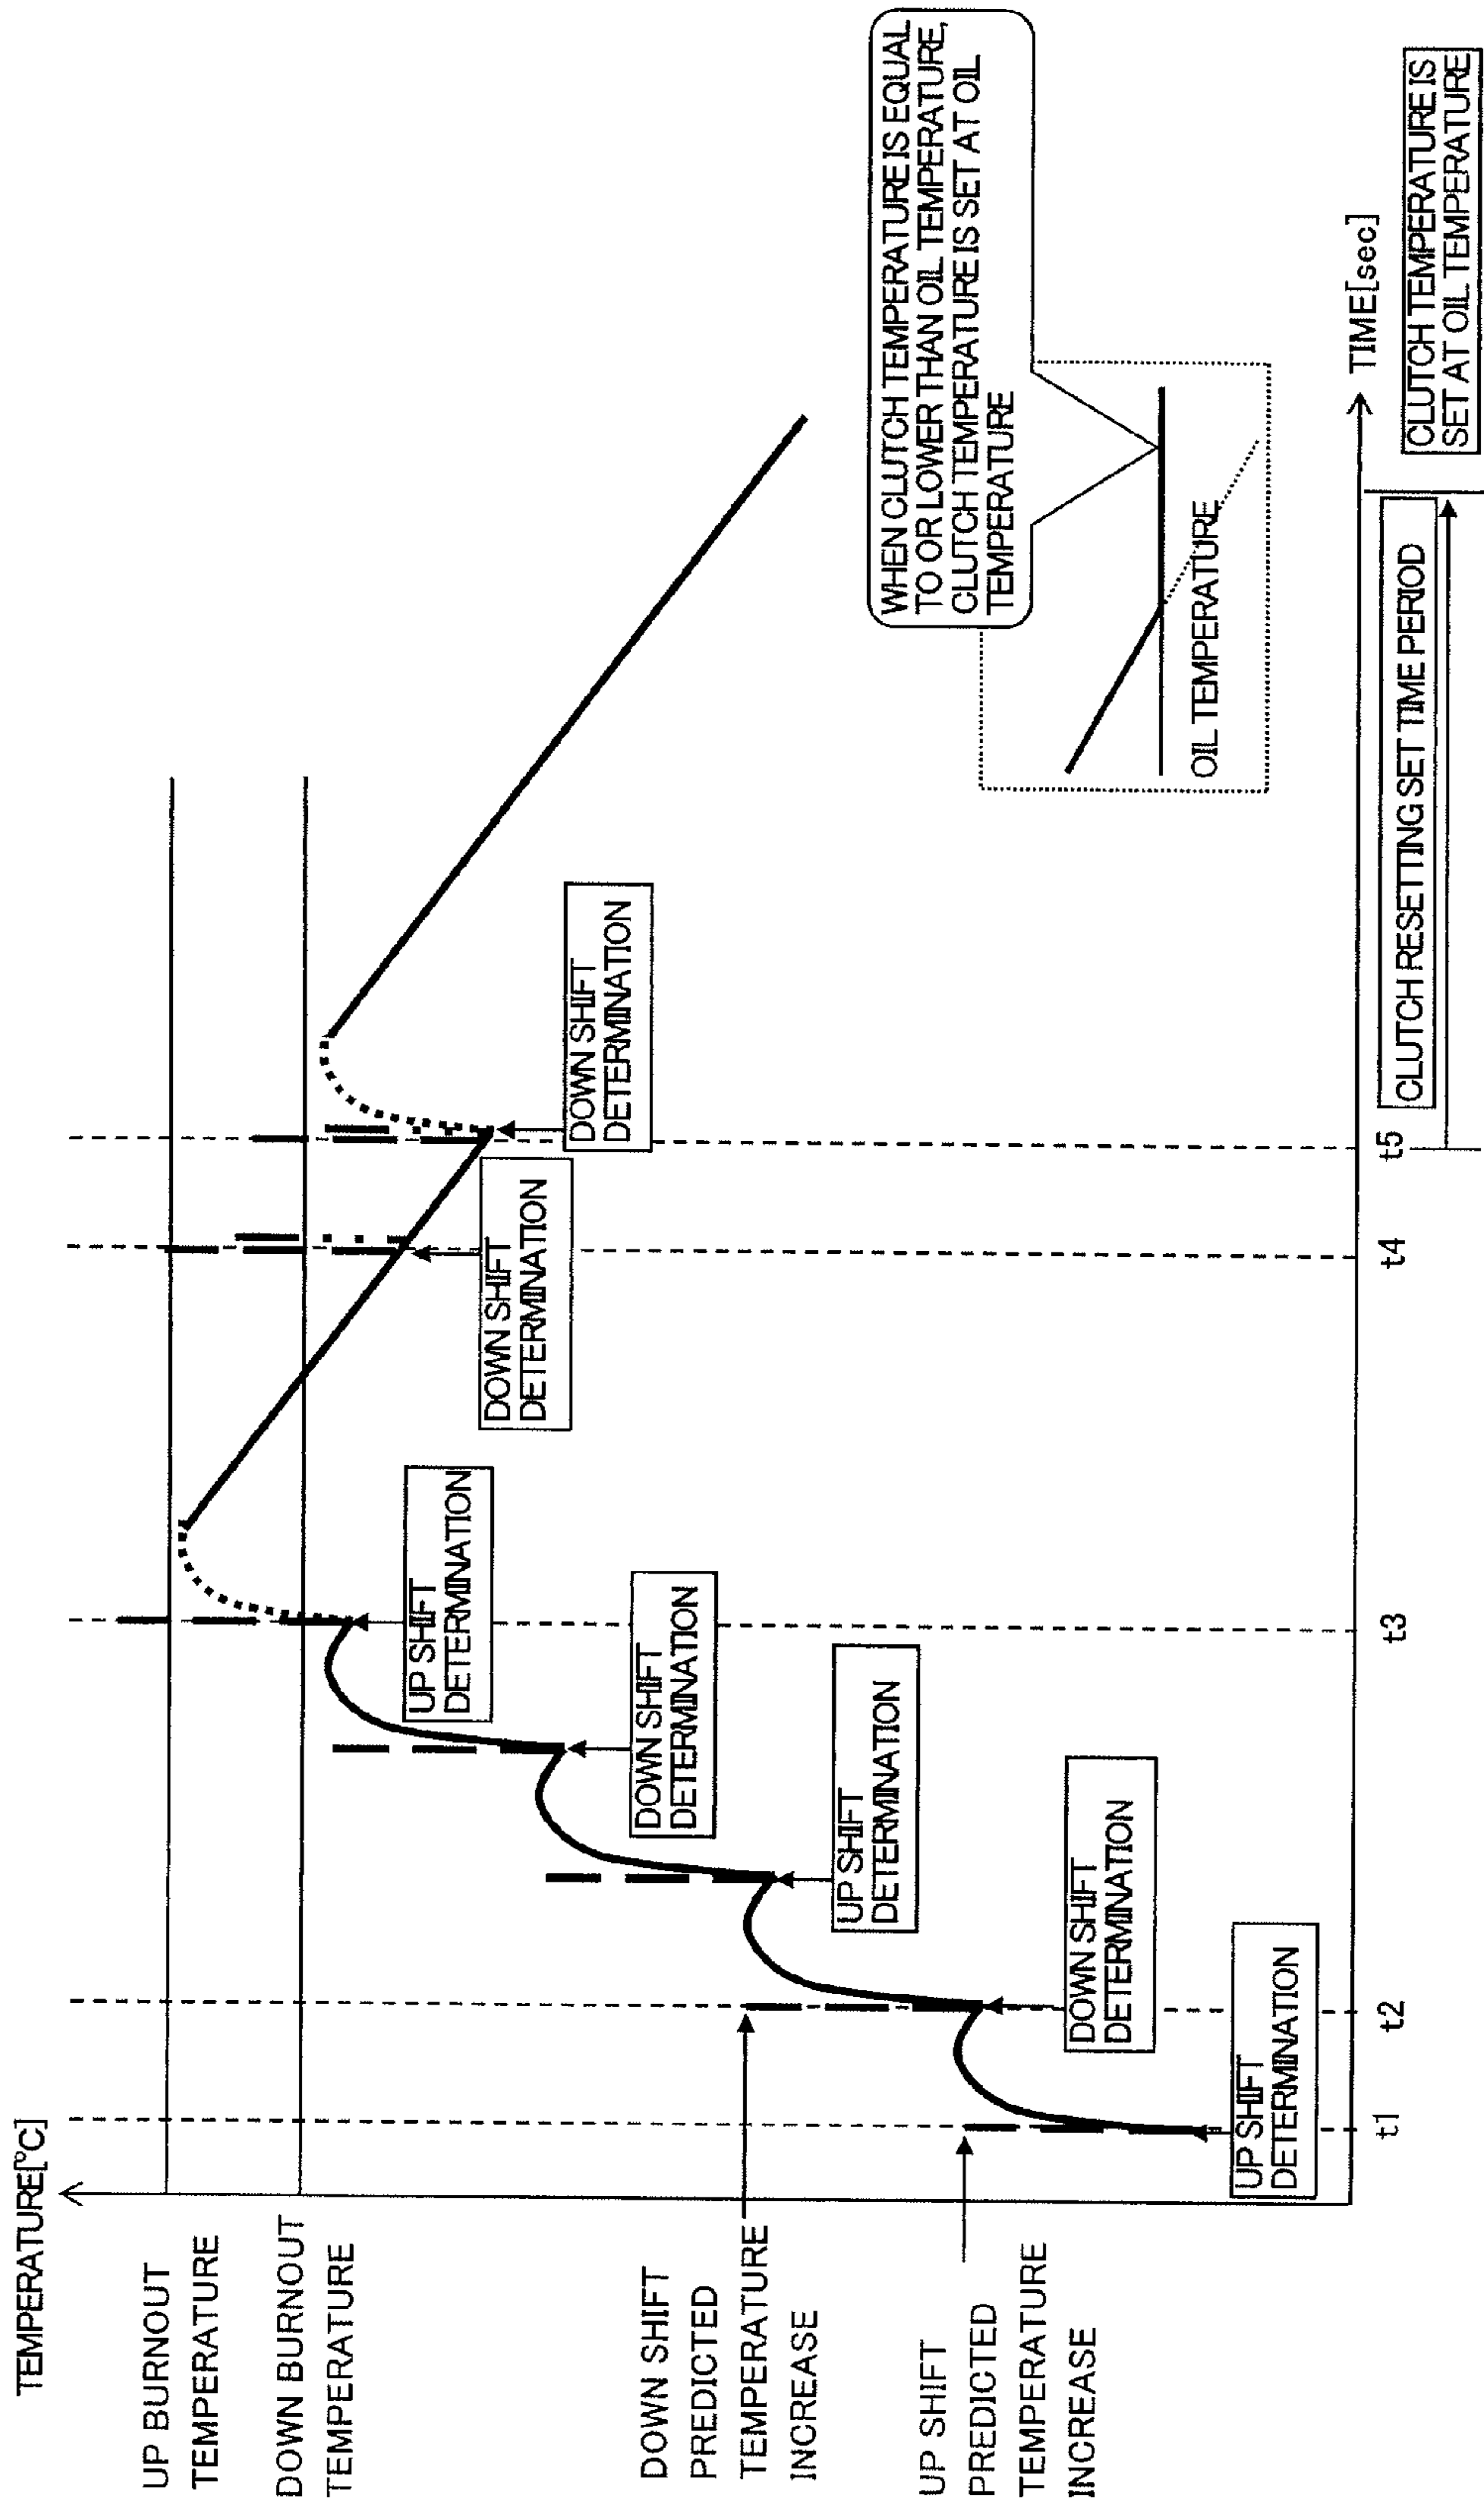 TEMPERATURE[°C]
UP BURNOUT
TEMPERATURE
DOWN BURNOUT
TEMPERATURE
DOWN SHIFT
PREDICTED
TEMPERATURE
INCREASE
UP SHIFT
PREDICTED
TEMPERATURE
INCREASE
UP SHIFT
DETERMINATION
DOWN SHIFT
DETERMINATION
UP SHIFT
DETERMINATION
DOWN SHIFT
DETERMINATION
UP SHIFT
DETERMINATION
DOWN SHIFT
DETERMINATION
DOWN SHIFT
DETERMINATION
WHEN CLUTCH TEMPERATURE IS EQUAL
TO OR LOWER THAN OIL TEMPERATURE,
CLUTCH TEMPERATURE IS SET AT OIL
TEMPERATURE
OIL TEMPERATURE
TIME[sec]
t1
t2
t3
t4
t5
CLUTCH RESETTING SET TIME PERIOD
CLUTCH TEMPERATURE IS
SET AT OIL TEMPERATURE